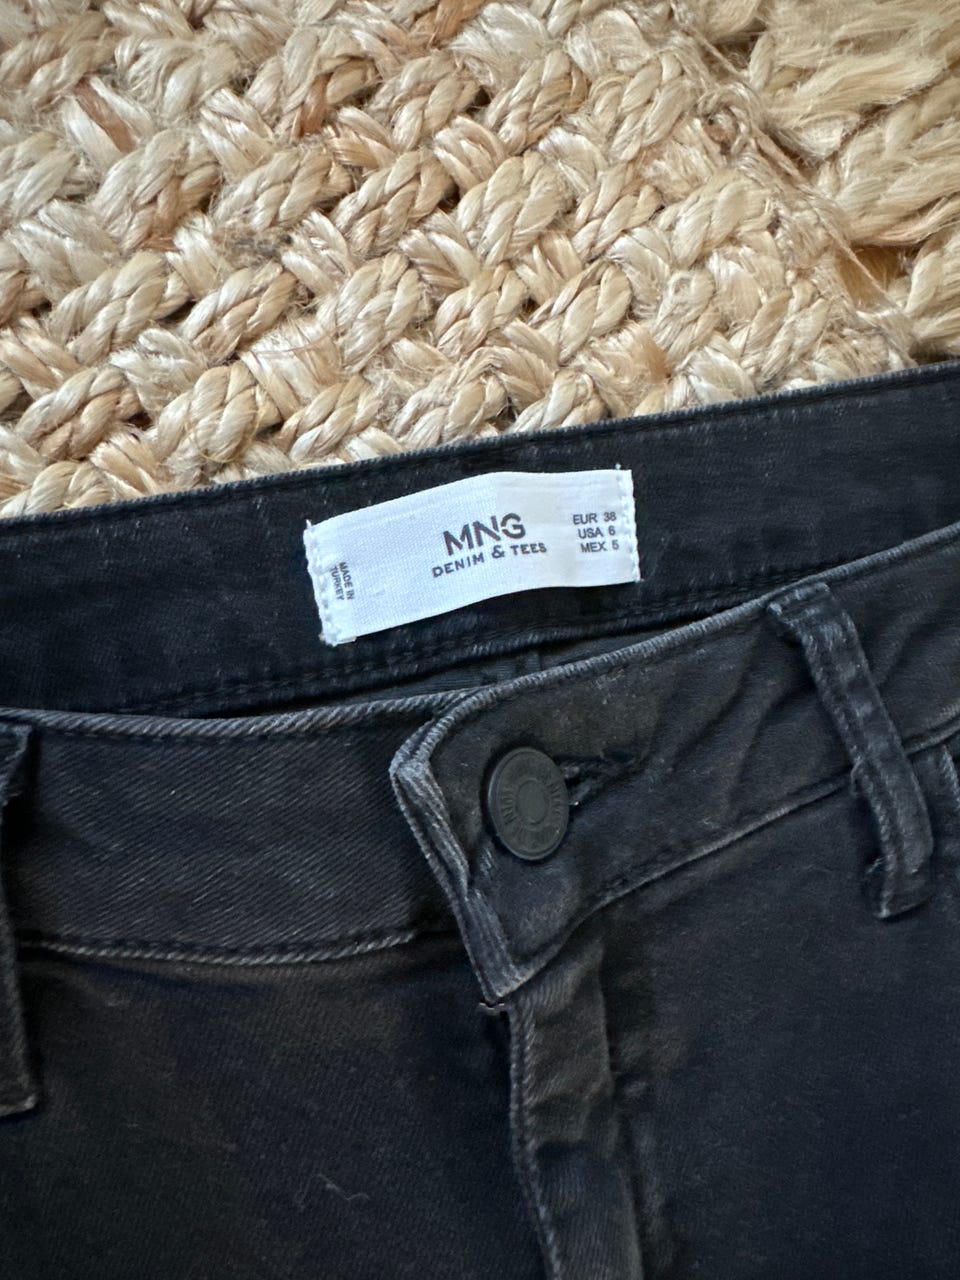 MNG
DENIM & TEES
EUR 38
USA 6
MEX 5
MADE IN
TURKEY